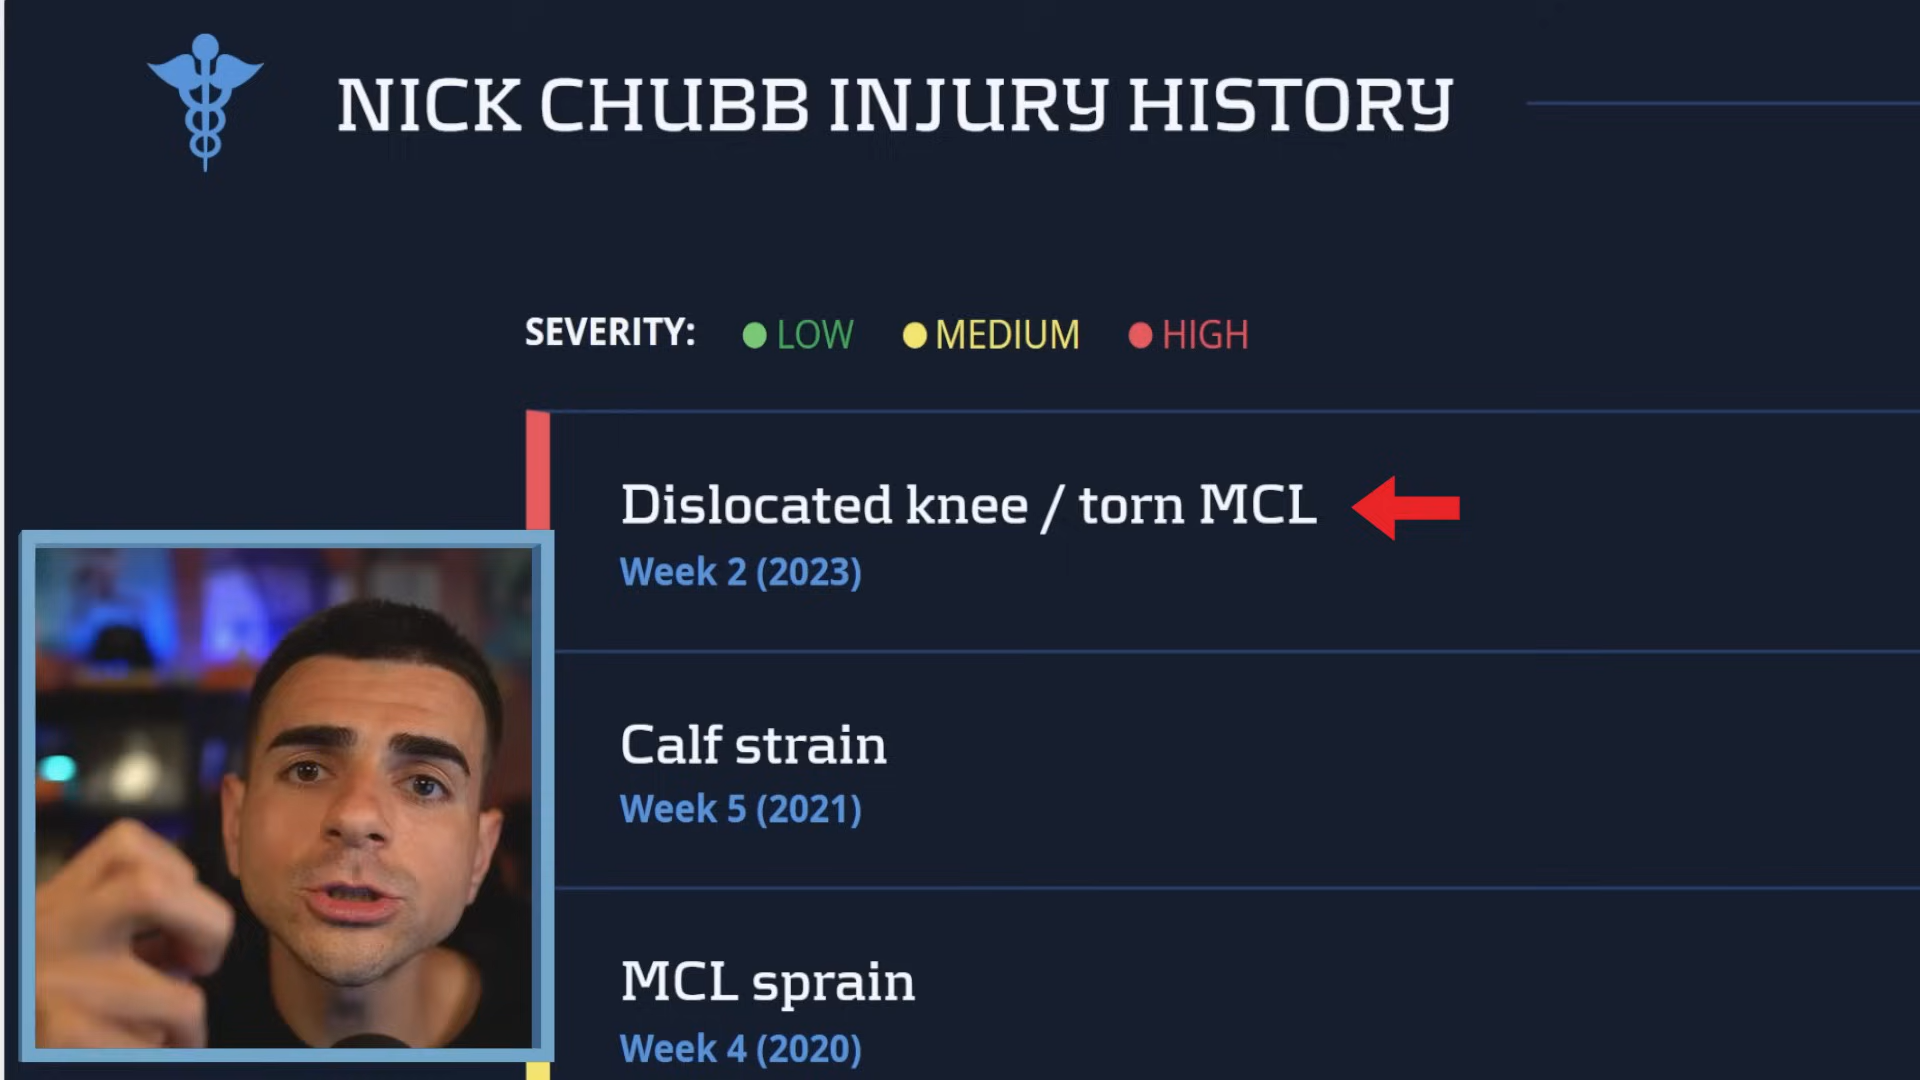 NICK CHUBB INJURY HISTORY
SEVERITY: LOW MEDIUM HIGH
Dislocated knee / torn MCL
Week 2 (2023)
Calf strain
Week 5 (2021)
MCL sprain
Week 4 (2020)